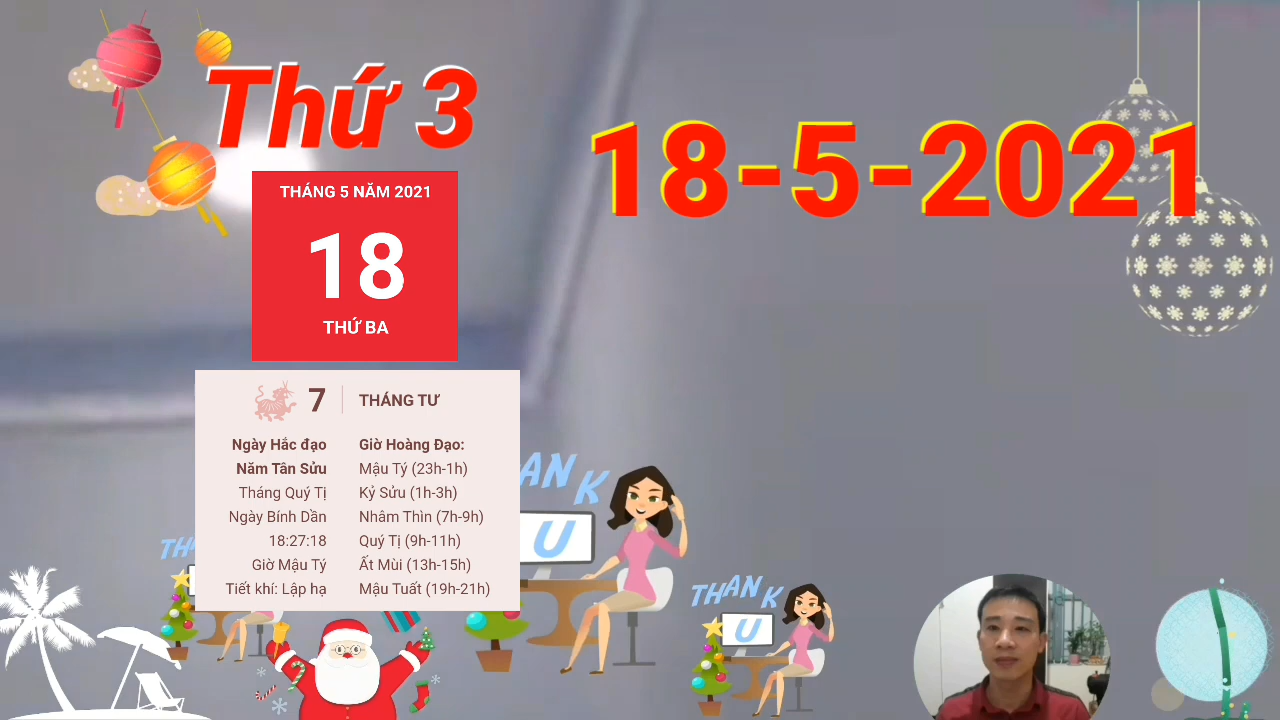 Thứ 3
18-5-2021
THÁNG 5 NĂM 2021
18
THỨ BA
7
THÁNG TƯ
Ngày Hắc đạo
Năm Tân Sửu
Tháng Quý Tị
Ngày Bính Dần
18:27:18
Giờ Mậu Tý
Tiết khí: Lập hạ
Giờ Hoàng Đạo:
Mậu Tý (23h-1h)
Kỷ Sửu (1h-3h)
Nhâm Thìn (7h-9h)
Quý Tị (9h-11h)
Ất Mùi (13h-15h)
Mậu Tuất (19h-21h)
AN K
U
TH
THAN K
U